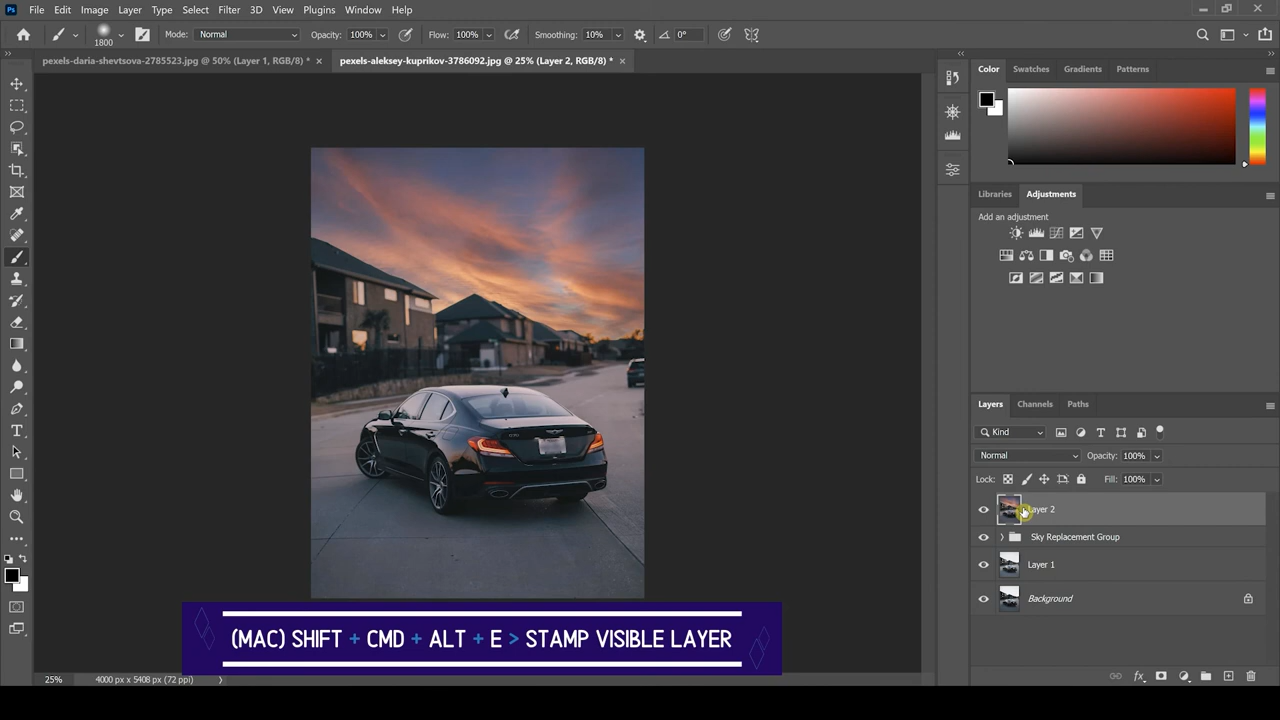 Ps File Edit Image Layer Type Select Filter 3D View Plugins Window Help
1800 Mode: Normal Opacity: 100% Flow: 100% Smoothing: 10% 0°
pexels-daria-shevtsova-2785523.jpg @ 50% (Layer 1, RGB/8) * × pexels-aleksey-kuprikov-3786092.jpg @ 25% (Layer 2, RGB/8) * ×
Color Swatches Gradients Patterns
Libraries Adjustments
Add an adjustment
Layers Channels Paths
Kind
Normal Opacity: 100%
Lock: Fill: 100%
Layer 2
Sky Replacement Group
Layer 1
Background
(MAC) SHIFT + CMD + ALT + E > STAMP VISIBLE LAYER
25% 4000 px x 5408 px (72 ppi)